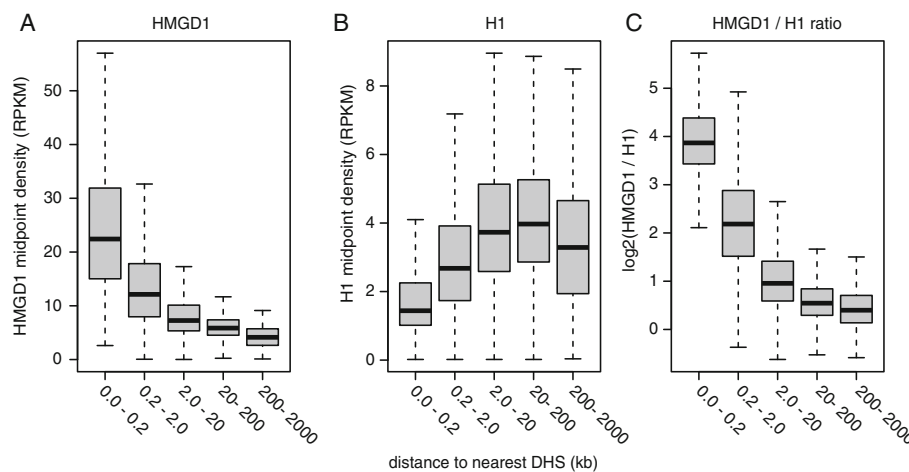 A
HMGD1
HMGD1 midpoint density (RPKM)
50
40
30
20
10
0
0.0 - 0.2
0.2 - 2.0
2.0 - 20
20- 200
200- 2000
B
H1
H1 midpoint density (RPKM)
8
6
4
2
0
0.0 - 0.2
0.2 - 2.0
2.0 - 20
20- 200
200- 2000
C
HMGD1 / H1 ratio
log2(HMGD1 / H1)
5
4
3
2
1
0
0.0 - 0.2
0.2 - 2.0
2.0 - 20
20- 200
200- 2000
distance to nearest DHS (kb)